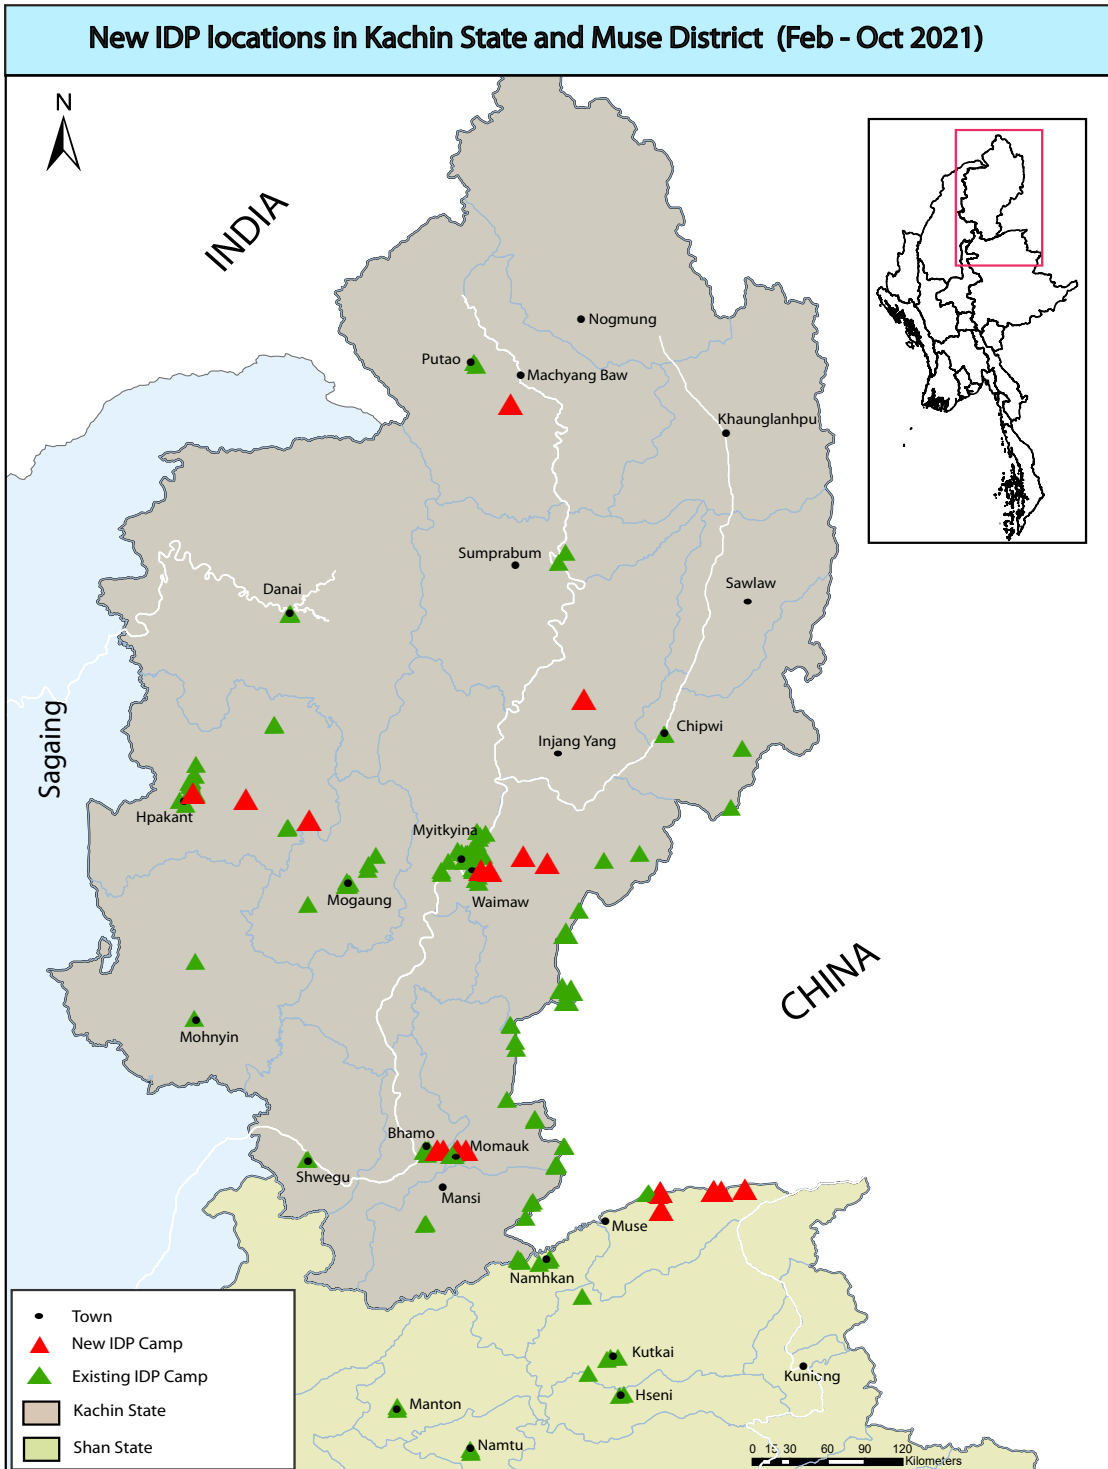 New IDP locations in Kachin State and Muse District (Feb - Oct 2021)
N
INDIA
Nogmung
Putao
Machyang Baw
Khaunglanhpu
Sumprabum
Sawlaw
Danai
Sagaing
Chipwi
Injang Yang
Hpakant
Myitkyina
Mogaung
Waimaw
CHINA
Mohnyin
Bhamo
Momauk
Shwegu
Mansi
Muse
Namhkan
Town
New IDP Camp
Existing IDP Camp
Kachin State
Shan State
Kutkai
Kunlong
Hseni
Manton
Namtu
0 15 30 60 90 120
Kilometers